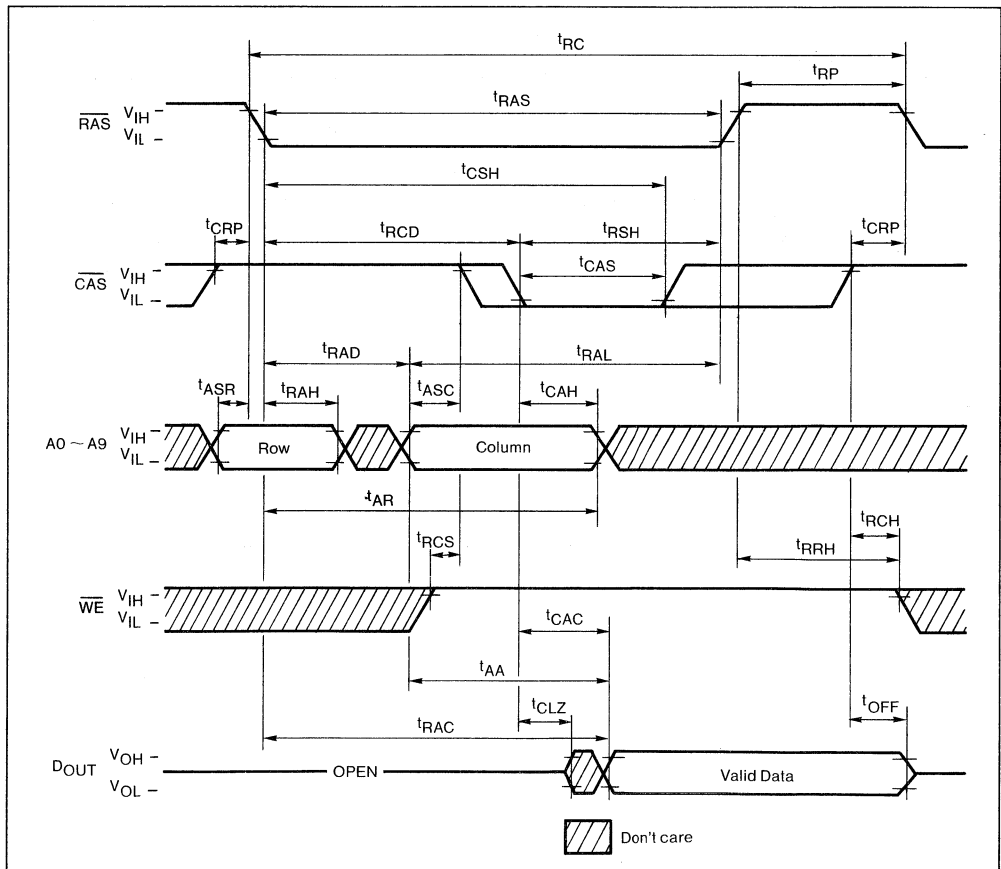 tRC
tRP
tRAS
RAS VIH
VIL
tCSH
tCRP tRCD tRSH tCRP
tCAS
CAS VIH
VIL
tRAD tRAL
tASR tRAH tASC tCAH
A0 ~ A9 VIH
VIL
Row Column
tAR
tRCS tRCH
tRRH
WE VIH
VIL
tCAC
tAA
tCLZ tOFF
tRAC
DOUT VOH
VOL
OPEN Valid Data
Don't care